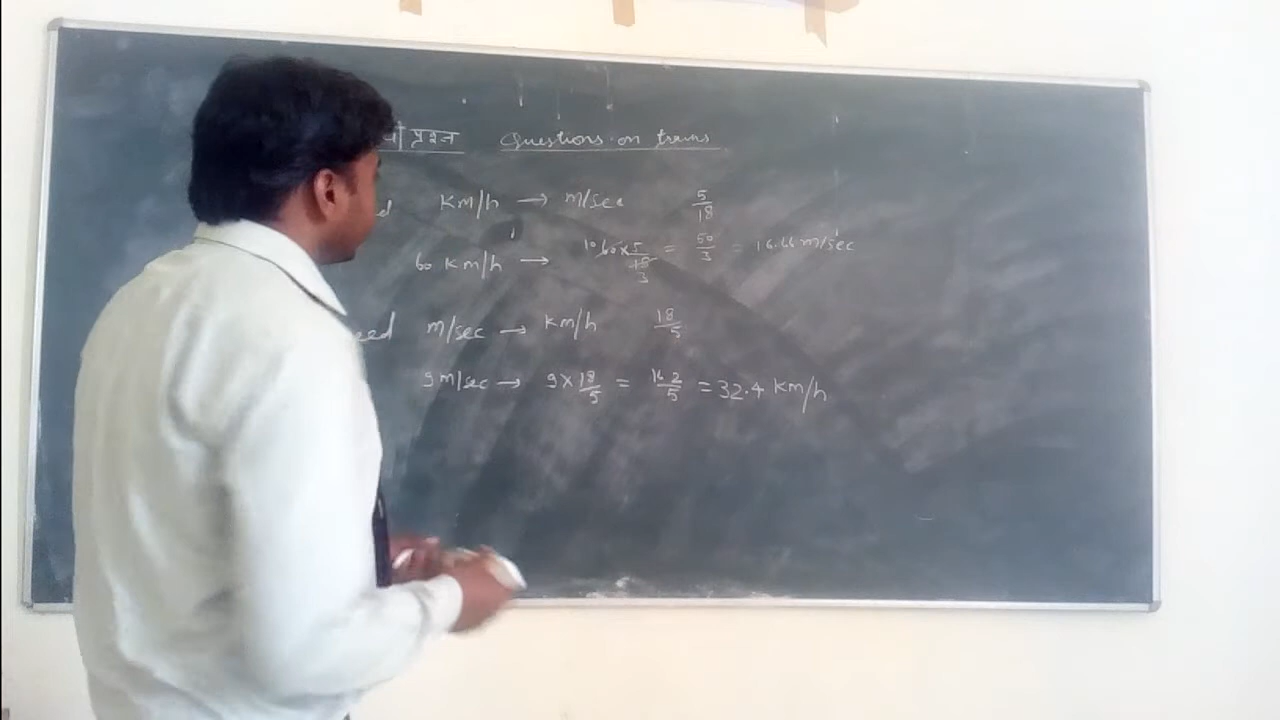 प्रश्न Questions on trains
Km/h → m/sec 5/18
60 Km/h → 10 60×5/18 3 = 50/3 = 16.66 m/sec
eed m/sec → Km/h 18/5
9 m/sec → 9×18/5 = 162/5 = 32.4 Km/h